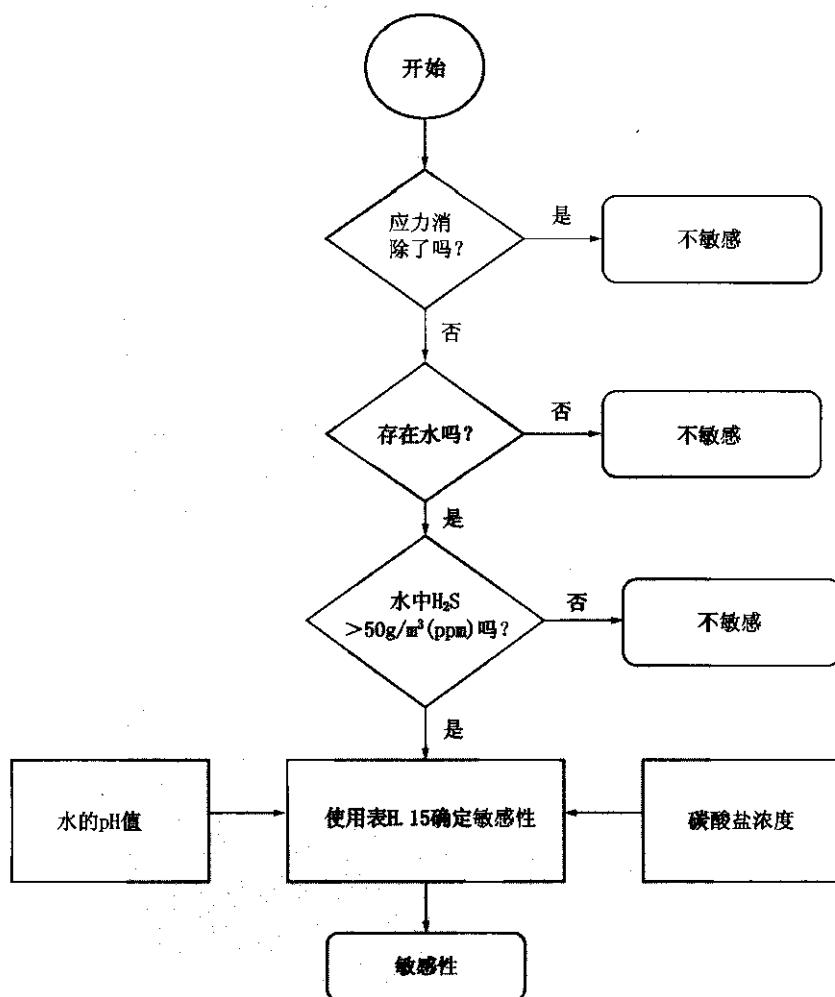 开始
应力消
除了吗?
是
不敏感
否
存在水吗?
否
不敏感
是
水中H₂S
>50g/m³(ppm)吗?
否
不敏感
是
水的pH值
使用表H.15确定敏感性
碳酸盐浓度
敏感性